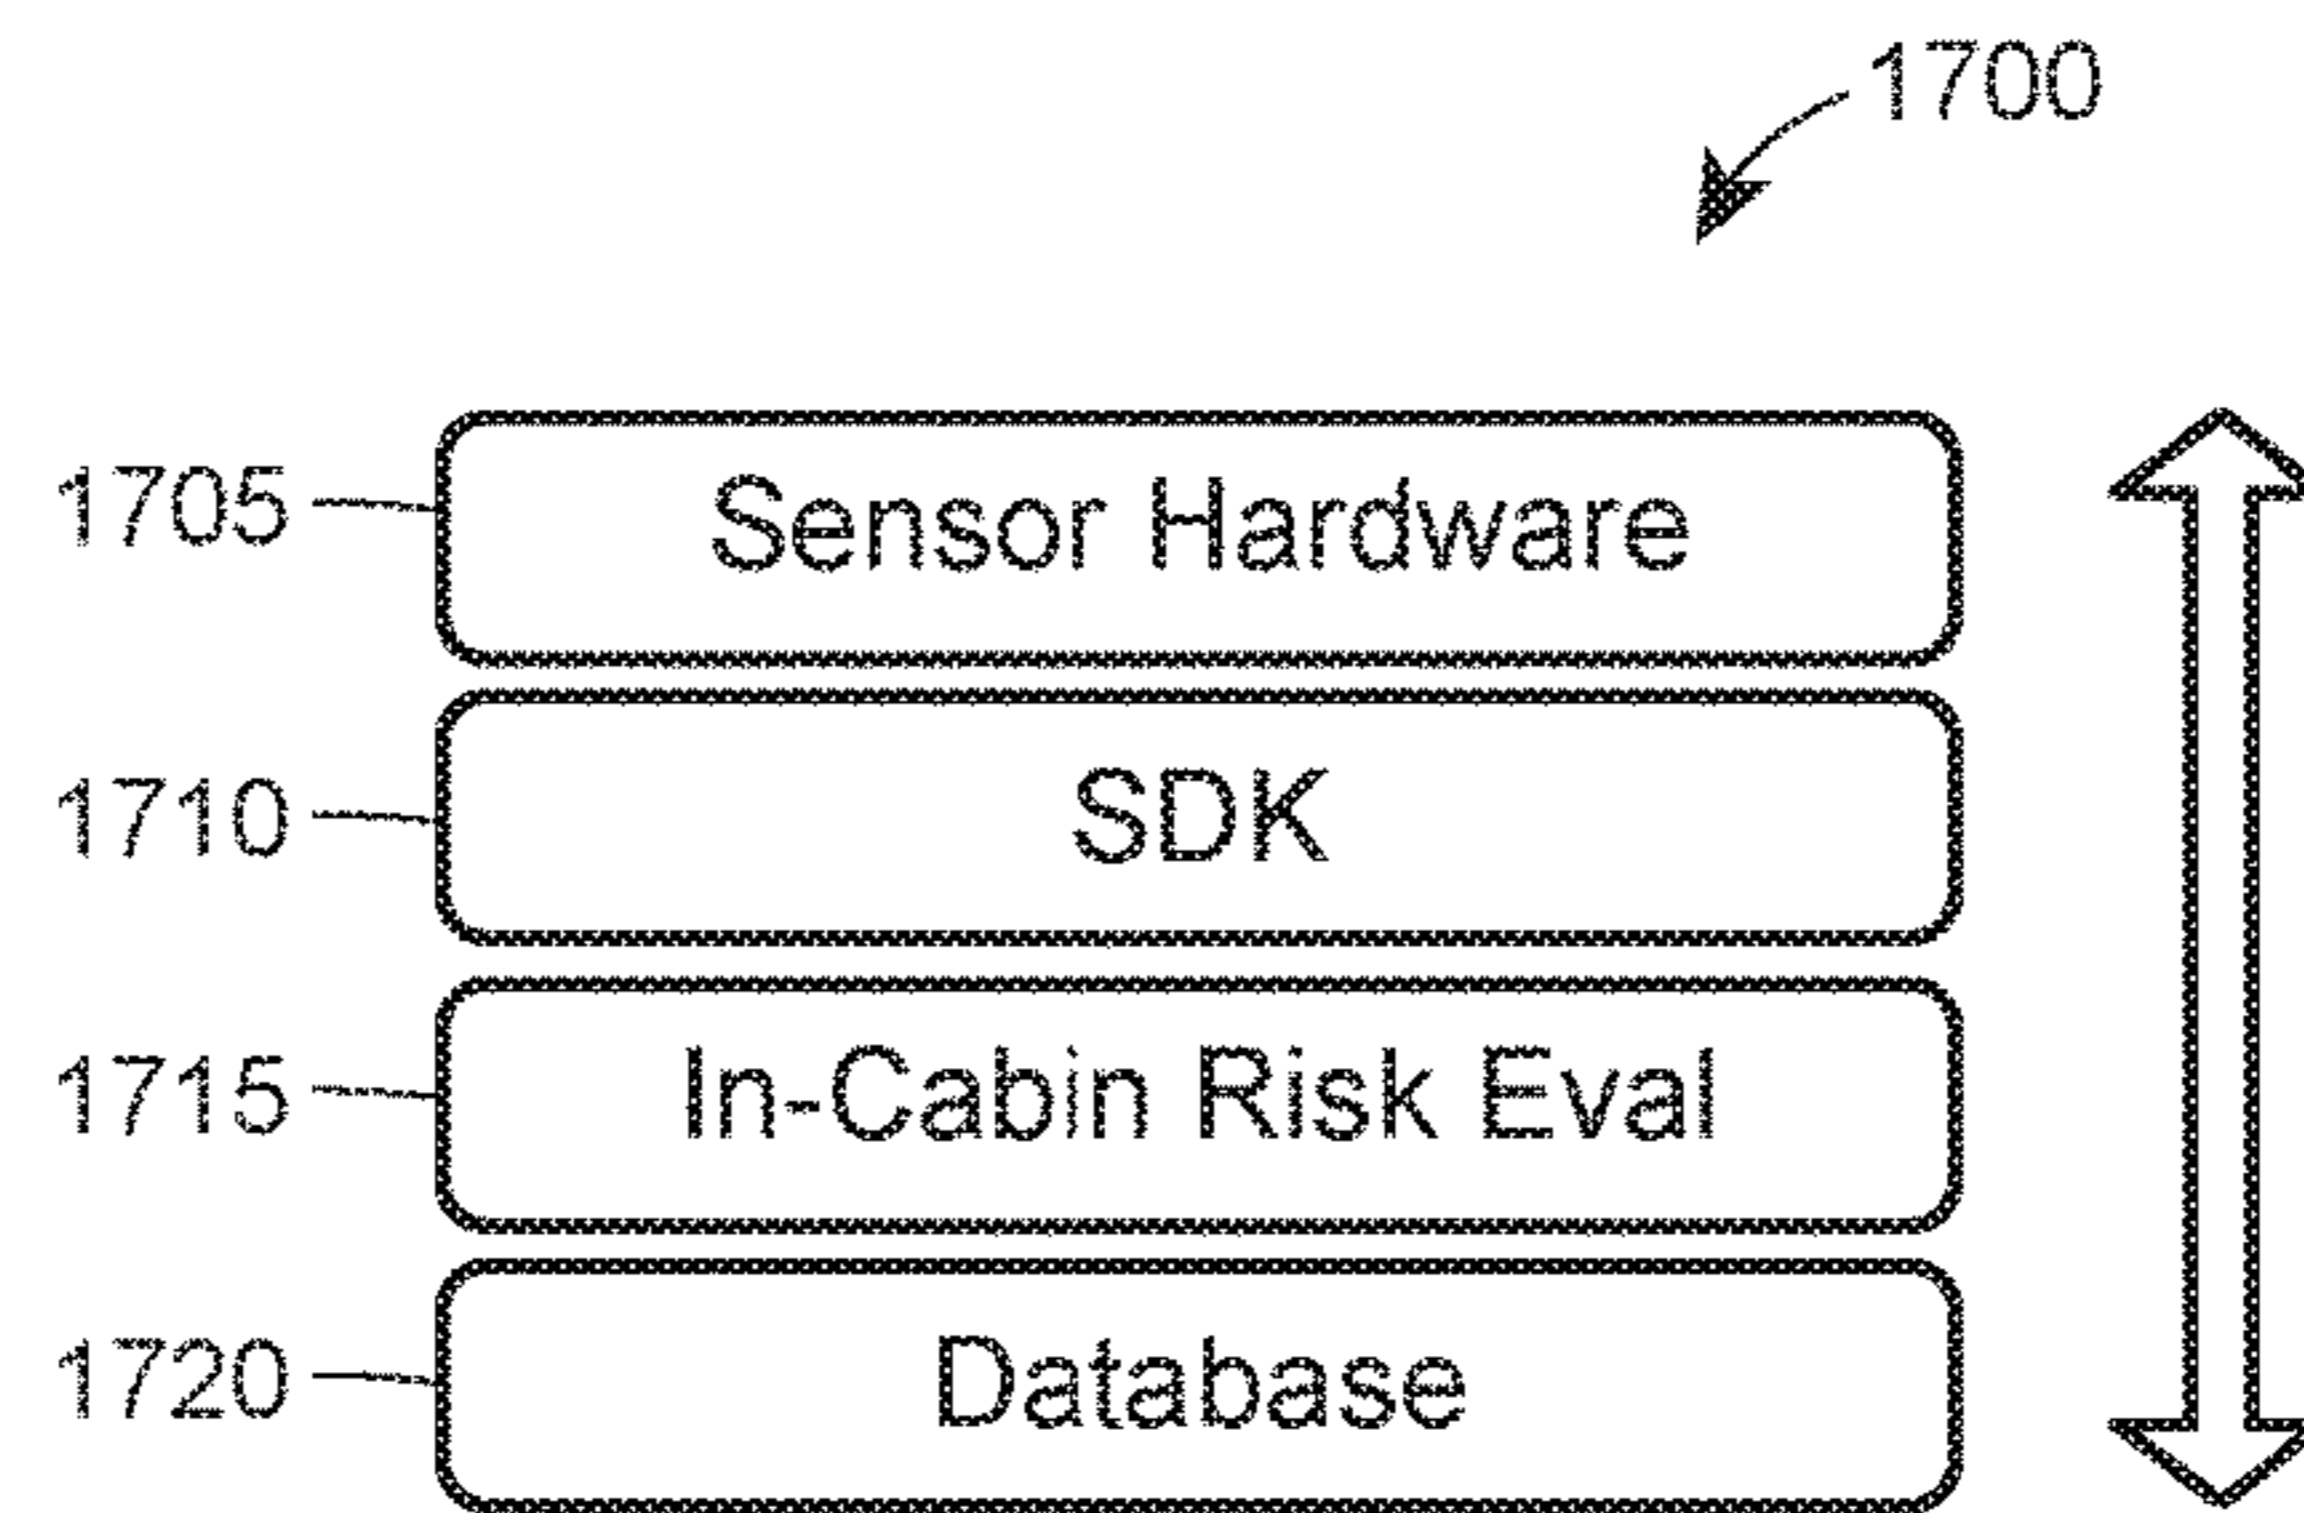 1700
1705 Sensor Hardware
1710 SDK
1715 In-Cabin Risk Eval
1720 Database